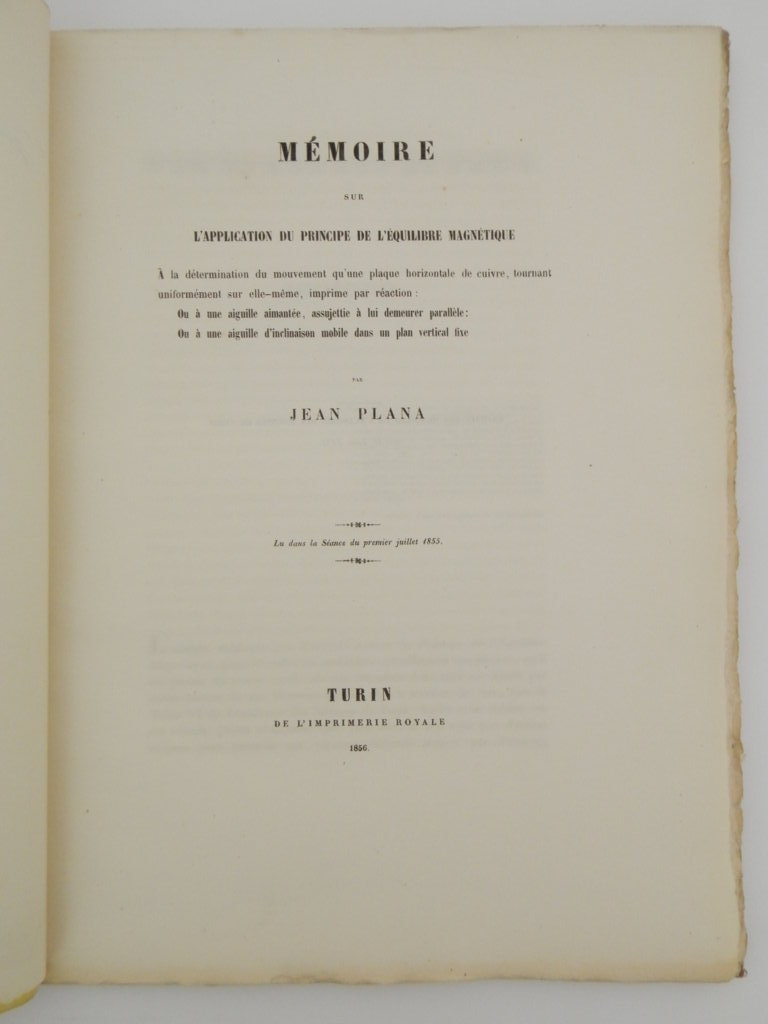 MÉMOIRE
SUR
L'APPLICATION DU PRINCIPE DE L'ÉQUILIBRE MAGNÉTIQUE
À la détermination du mouvement qu'une plaque horizontale de cuivre, tournant
uniformément sur elle-même, imprime par réaction :
Ou à une aiguille aimantée, assujettie à lui demeurer parallèle:
Ou à une aiguille d'inclinaison mobile dans un plan vertical fixe
PAR
JEAN PLANA
Lu dans la Séance du premier juillet 1855.
TURIN
DE L'IMPRIMERIE ROYALE
1856.